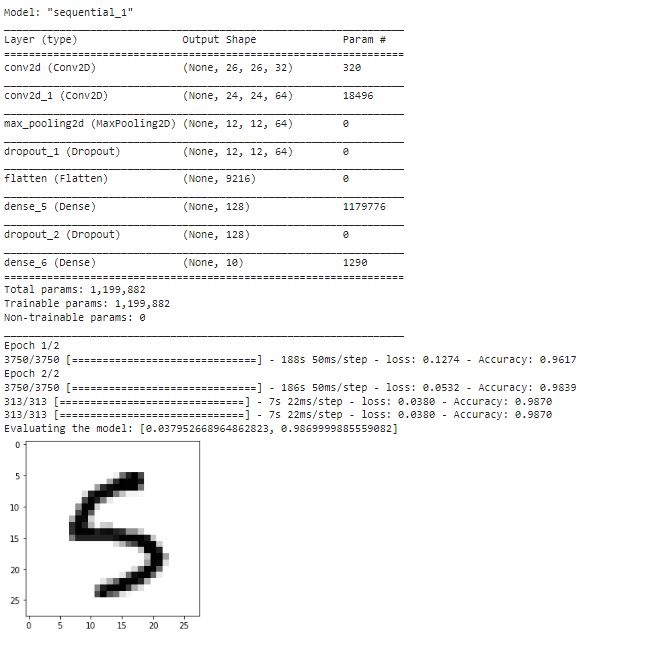 Model: "sequential_1"
Layer (type) Output Shape Param #
conv2d (Conv2D) (None, 26, 26, 32) 320
conv2d_1 (Conv2D) (None, 24, 24, 64) 18496
max_pooling2d (MaxPooling2D) (None, 12, 12, 64) 0
dropout_1 (Dropout) (None, 12, 12, 64) 0
flatten (Flatten) (None, 9216) 0
dense_5 (Dense) (None, 128) 1179776
dropout_2 (Dropout) (None, 128) 0
dense_6 (Dense) (None, 10) 1290
Total params: 1,199,882
Trainable params: 1,199,882
Non-trainable params: 0
Epoch 1/2
3750/3750 [==============================] - 188s 50ms/step - loss: 0.1274 - Accuracy: 0.9617
Epoch 2/2
3750/3750 [==============================] - 186s 50ms/step - loss: 0.0532 - Accuracy: 0.9839
313/313 [==============================] - 7s 22ms/step - loss: 0.0380 - Accuracy: 0.9870
313/313 [==============================] - 7s 22ms/step - loss: 0.0380 - Accuracy: 0.9870
Evaluating the model: [0.037952668964862823, 0.9869999885559082]
0
5
10
15
20
25
5
0 5 10 15 20 25